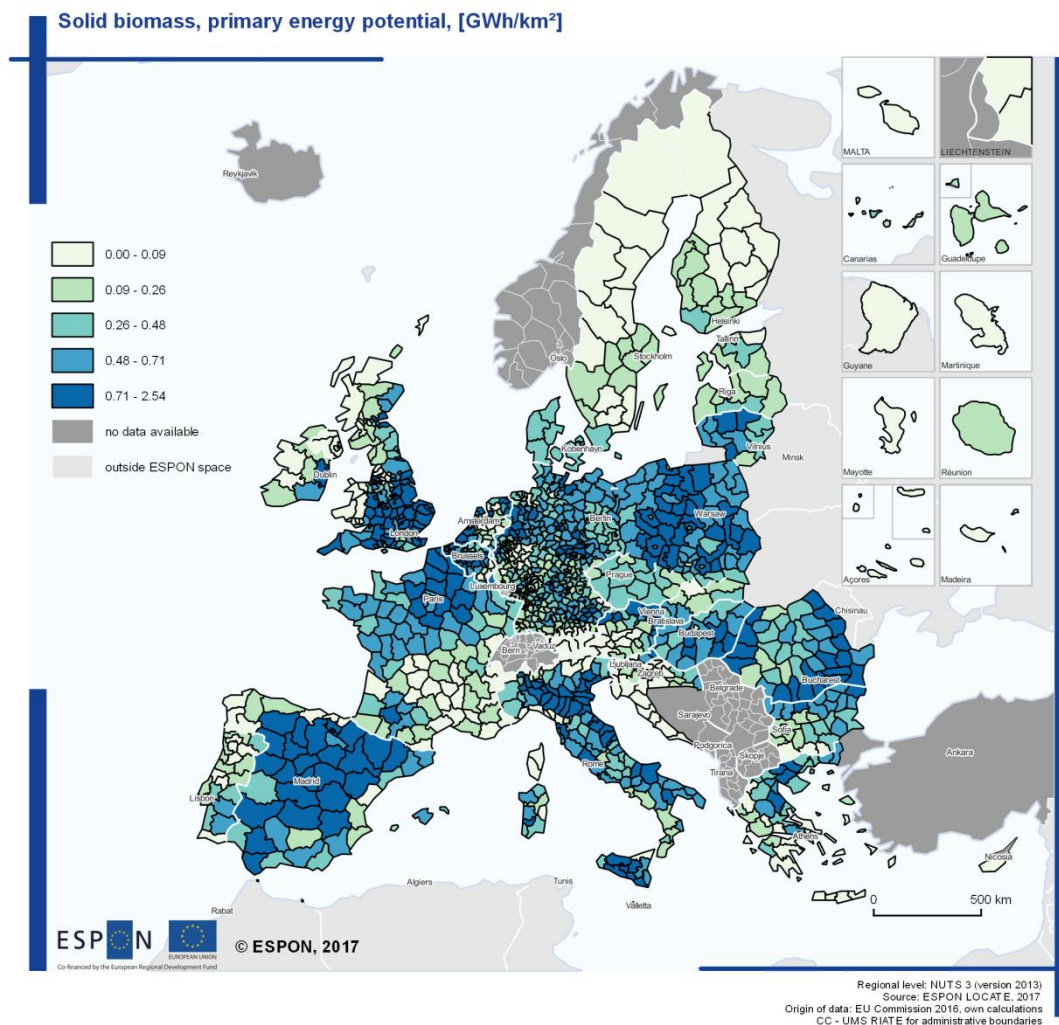 Solid biomass, primary energy potential, [GWh/km²]
0.00 - 0.09
0.09 - 0.26
0.26 - 0.48
0.48 - 0.71
0.71 - 2.54
no data available
outside ESPON space
Reykjavik
Oslo
Stockholm
Helsinki
Tallinn
Riga
Vilnius
Minsk
København
Dublin
London
Amsterdam
Brussels
Luxembourg
Paris
Berlin
Warsaw
Prague
Vienna
Bratislava
Budapest
Chisinau
Bern
Vaduz
Ljubljana
Zagreb
Belgrade
Bucharest
Sarajevo
Sofia
Podgorica
Skopje
Tirana
Rome
Madrid
Lisbon
Ankara
Athens
Nicosia
Algiers
Tunis
Rabat
Valletta
MALTA
LIECHTENSTEIN
Canarias
Guadeloupe
Guyane
Martinique
Mayotte
Réunion
Açores
Madeira
0 500 km
ESPON
EUROPEAN UNION
Co-financed by the European Regional Development Fund
© ESPON, 2017
Regional level: NUTS 3 (version 2013)
Source: ESPON LOCATE, 2017
Origin of data: EU Commission 2016, own calculations
CC - UMS RIATE for administrative boundaries